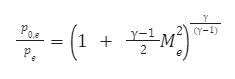 p₀,ₑ / pₑ = (1 + (γ−1)/2 Mₑ²)^(γ/(γ−1))